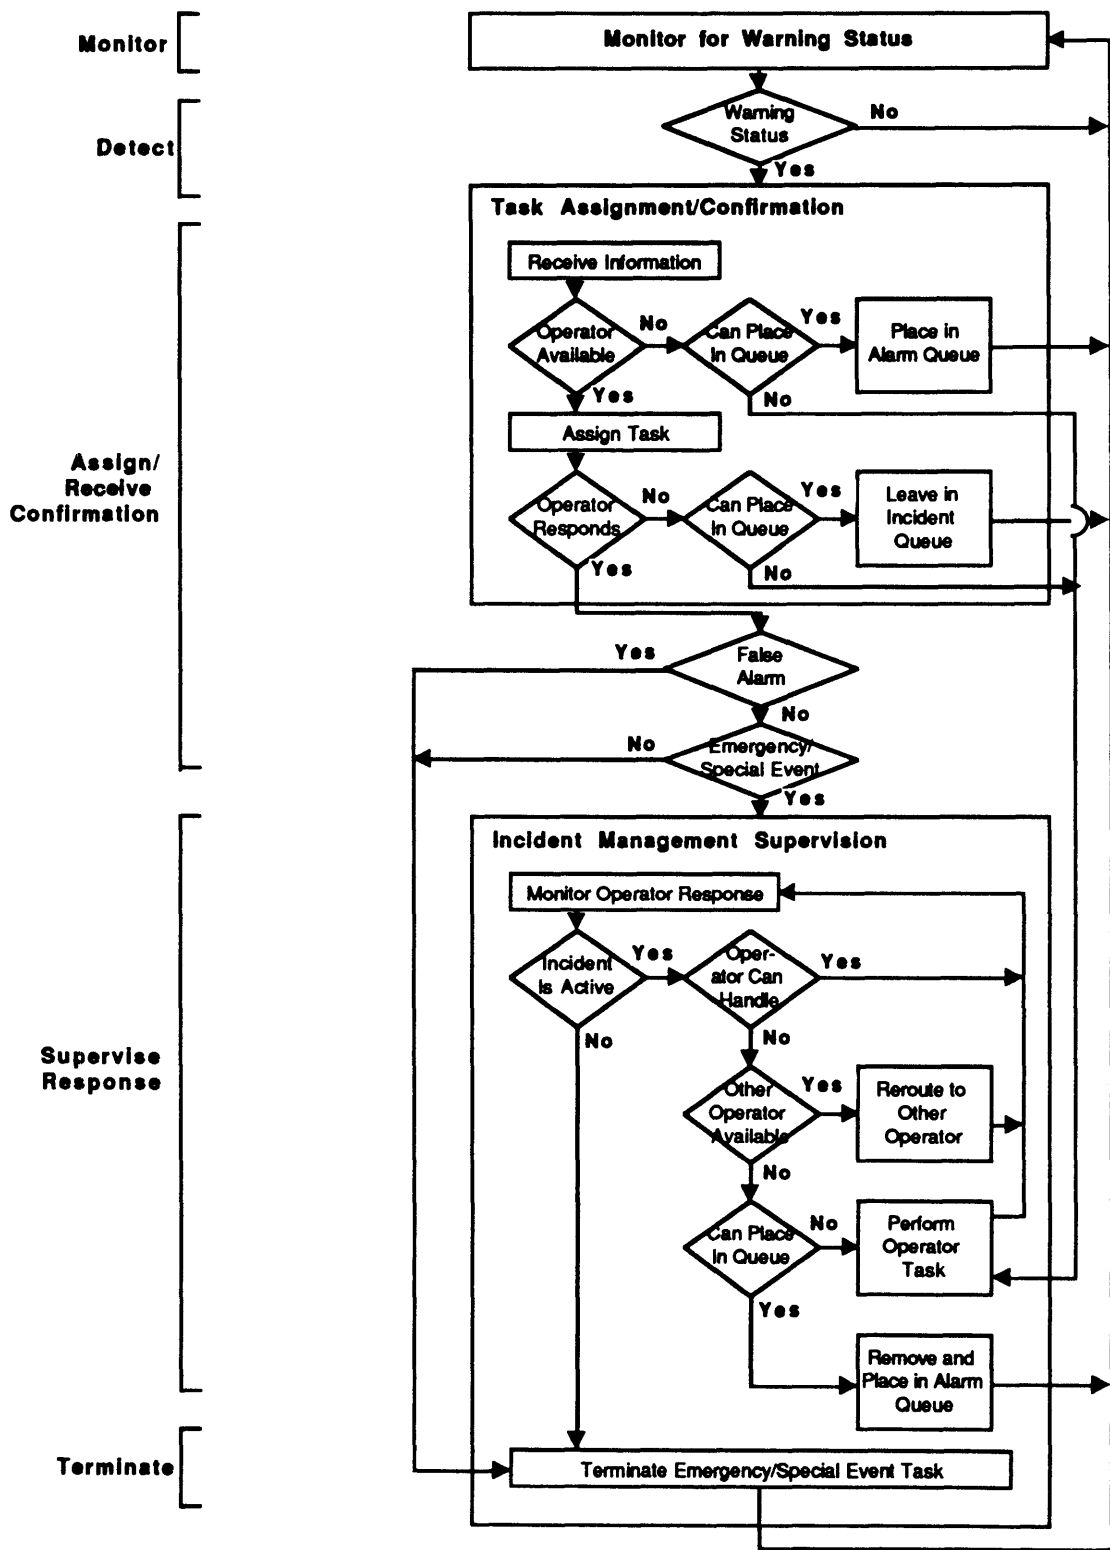 Monitor
Monitor for Warning Status
Warning
Status
No
Detect
Yes
Task Assignment/Confirmation
Receive Information
Operator
Available
No
Can Place
In Queue
Yes
Place in
Alarm Queue
Yes
No
Assign Task
Assign/
Receive
Confirmation
Operator
Responds
No
Can Place
In Queue
Yes
Leave in
Incident
Queue
Yes
No
Yes
False
Alarm
No
No
Emergency/
Special Event
Yes
Incident Management Supervision
Monitor Operator Response
Incident
Is Active
Yes
Oper-
ator Can
Handle
Yes
No
No
Supervise
Response
Other
Operator
Available
Yes
Reroute to
Other
Operator
No
Can Place
In Queue
No
Perform
Operator
Task
Yes
Remove and
Place in Alarm
Queue
Terminate
Terminate Emergency/Special Event Task